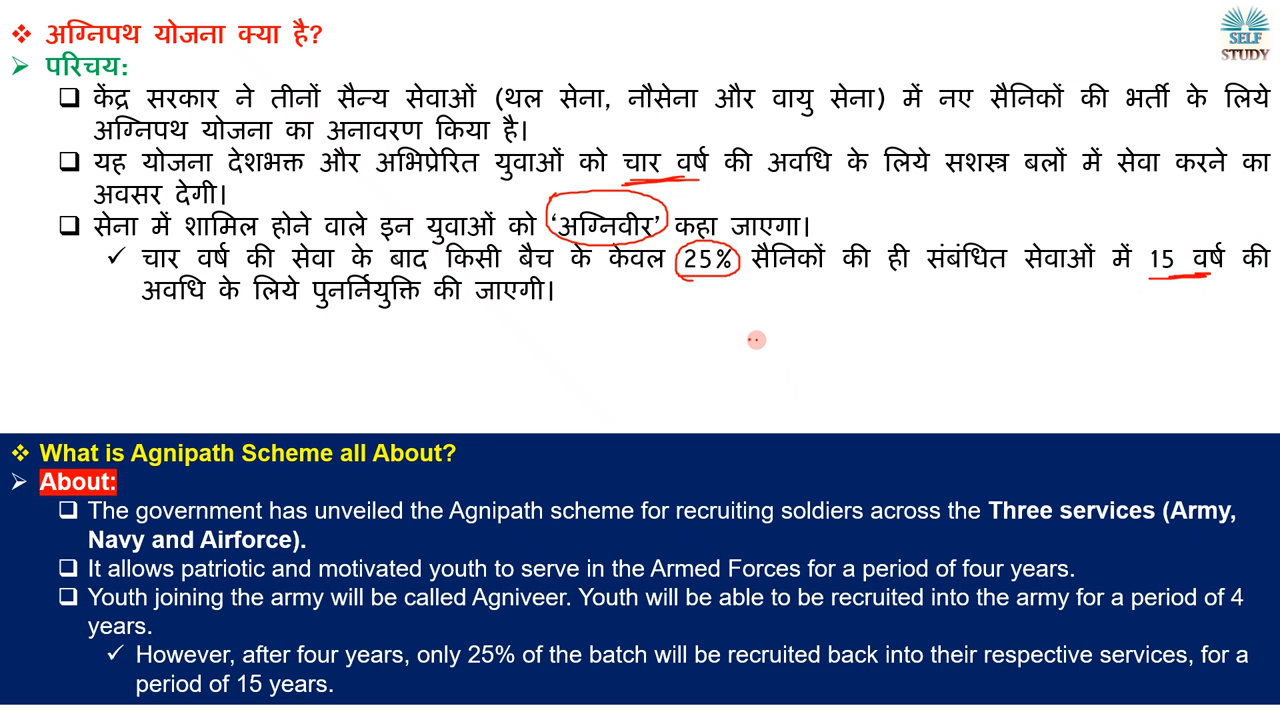 ❖ अग्निपथ योजना क्या है?
SELF
STUDY
➢ परिचय:
❑ केंद्र सरकार ने तीनों सैन्य सेवाओं (थल सेना, नौसेना और वायु सेना) में नए सैनिकों की भर्ती के लिये
अग्निपथ योजना का अनावरण किया है।
❑ यह योजना देशभक्त और अभिप्रेरित युवाओं को चार वर्ष की अवधि के लिये सशस्त्र बलों में सेवा करने का
अवसर देगी।
❑ सेना में शामिल होने वाले इन युवाओं को ‘अग्निवीर’ कहा जाएगा।
✓ चार वर्ष की सेवा के बाद किसी बैच के केवल 25% सैनिकों की ही संबंधित सेवाओं में 15 वर्ष की
अवधि के लिये पुनर्नियुक्ति की जाएगी।
❖ What is Agnipath Scheme all About?
➢ About:
❑ The government has unveiled the Agnipath scheme for recruiting soldiers across the Three services (Army,
Navy and Airforce).
❑ It allows patriotic and motivated youth to serve in the Armed Forces for a period of four years.
❑ Youth joining the army will be called Agniveer. Youth will be able to be recruited into the army for a period of 4
years.
✓ However, after four years, only 25% of the batch will be recruited back into their respective services, for a
period of 15 years.